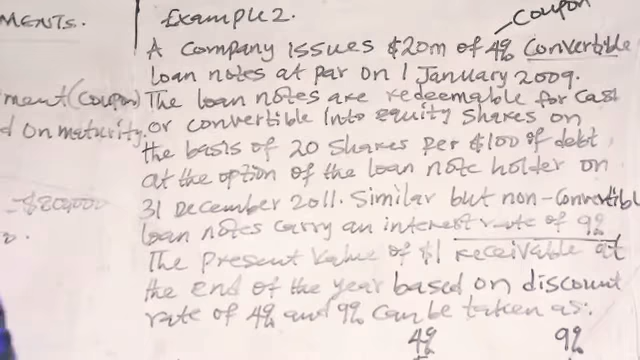 MENTS.
ment (Coupon)
d on maturity.
Example 2.
Coupon
A Company issues $20m of 4% Convertible
loan notes at par on 1 January 2009.
The loan notes are redeemable for cash
or convertible into equity shares on
the basis of 20 Shares per $100 of debt
at the option of the loan note holder on
31 December 2011. Similar but non-Convertible
loan notes carry an interest rate of 9%
The Present Value of $1 receivable at
the end of the year based on discount
rate of 4% and 9% can be taken as:
4% 9%